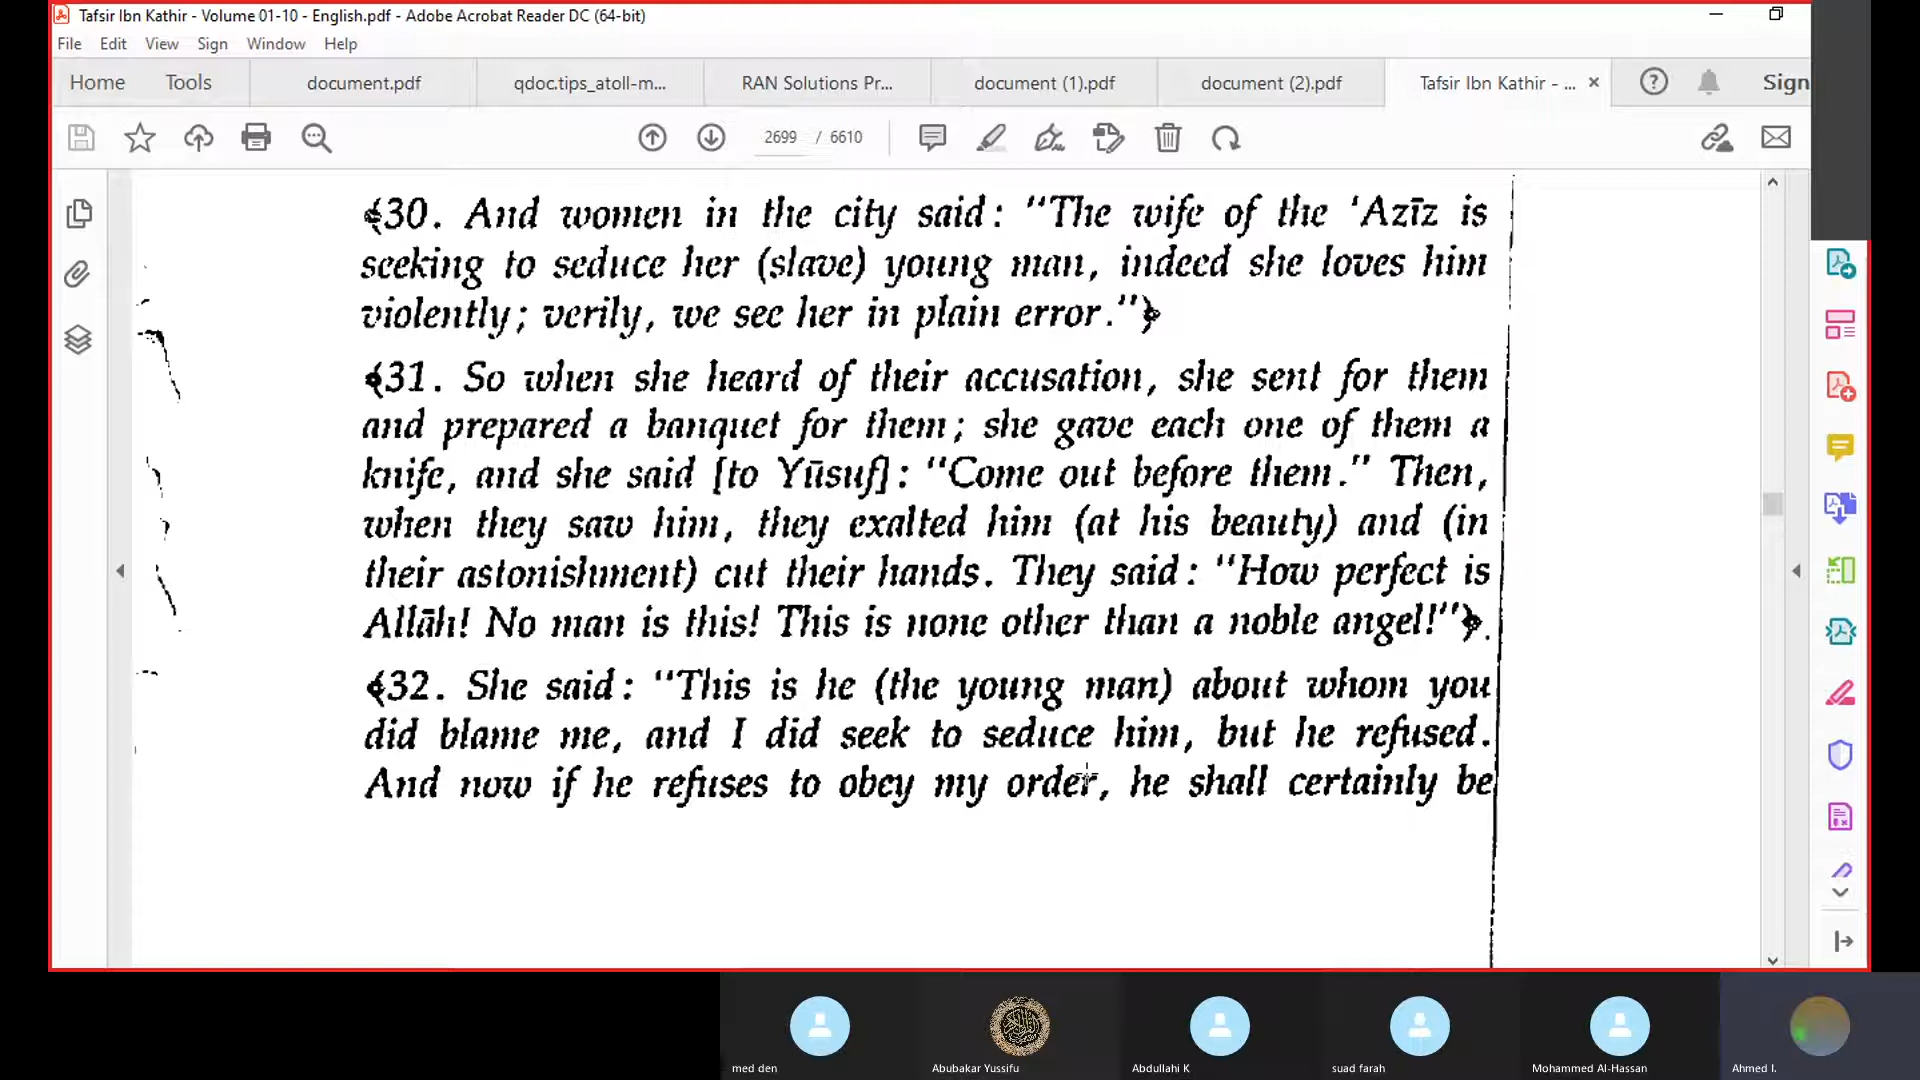 Tafsir Ibn Kathir - Volume 01-10 - English.pdf - Adobe Acrobat Reader DC (64-bit)
File Edit View Sign Window Help
Home Tools document.pdf qdoc.tips_atoll-m... RAN Solutions Pr... document (1).pdf document (2).pdf Tafsir Ibn Kathir - ... Sign
2699 / 6610
﴾30. And women in the city said: "The wife of the 'Azīz is
seeking to seduce her (slave) young man, indeed she loves him
violently; verily, we see her in plain error."﴿
﴾31. So when she heard of their accusation, she sent for them
and prepared a banquet for them; she gave each one of them a
knife, and she said [to Yūsuf]: "Come out before them." Then,
when they saw him, they exalted him (at his beauty) and (in
their astonishment) cut their hands. They said: "How perfect is
Allāh! No man is this! This is none other than a noble angel!"﴿.
﴾32. She said: "This is he (the young man) about whom you
did blame me, and I did seek to seduce him, but he refused.
And now if he refuses to obey my order, he shall certainly be
med den Abubakar Yussifu Abdullahi K suad farah Mohammed Al-Hassan Ahmed I.